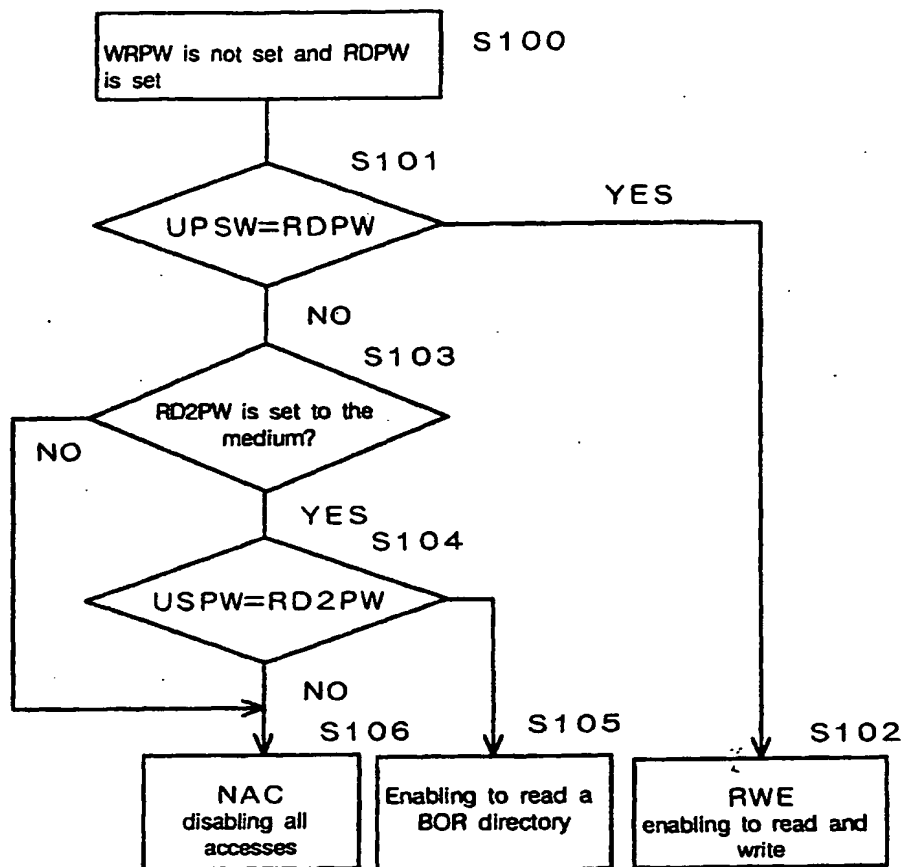 WRPW is not set and RDPW
is set
S100
S101
UPSW=RDPW
YES
NO
S103
RD2PW is set to the
medium?
NO
YES
S104
USPW=RD2PW
NO
S106
S105
S102
NAC
disabling all
accesses
Enabling to read a
BOR directory
RWE
enabling to read and
write